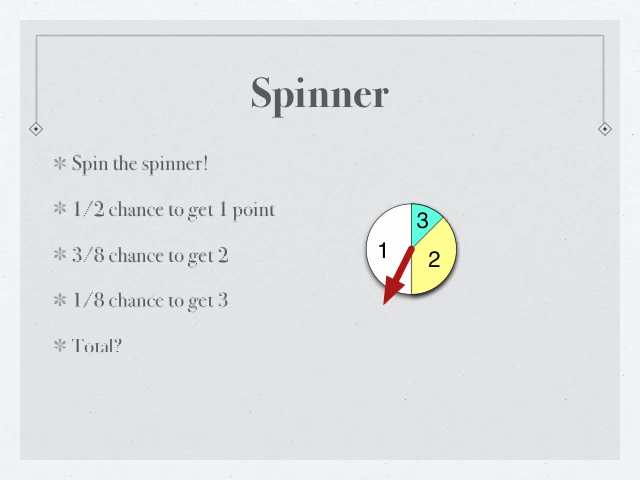 Spinner
Spin the spinner!
1/2 chance to get 1 point
3/8 chance to get 2
1/8 chance to get 3
Total?
3
1
2